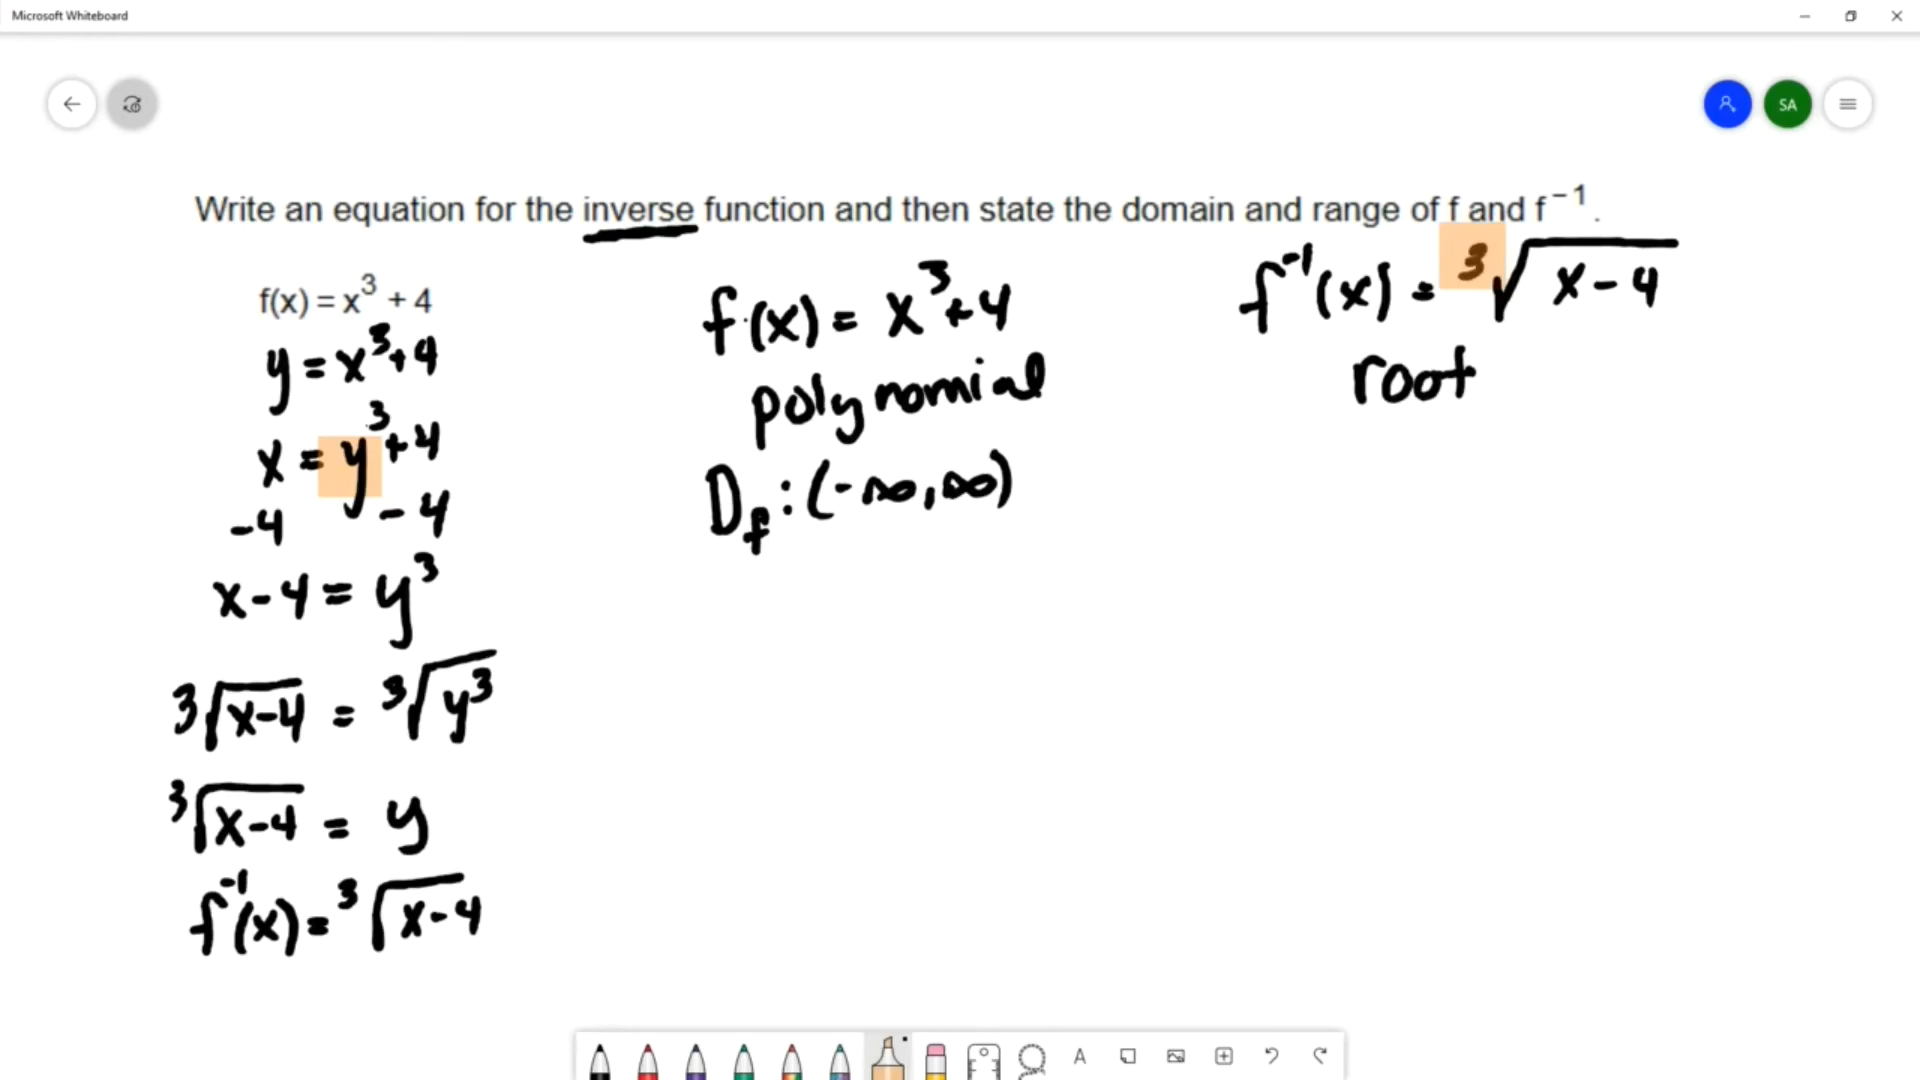 Microsoft Whiteboard
SA
Write an equation for the inverse function and then state the domain and range of f and f⁻¹.
f(x) = x³ + 4
y = x³ + 4
x = y³ + 4
-4 - 4
x - 4 = y³
³√(x-4) = ³√(y³)
³√(x-4) = y
f⁻¹(x) = ³√(x-4)
f(x) = x³ + 4
polynomial
D_f : (-∞, ∞)
f⁻¹(x) = ³√(x-4)
root
A